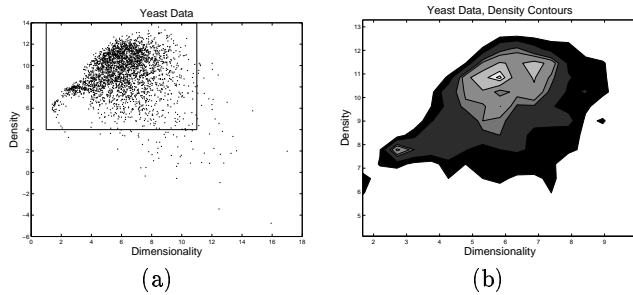 Yeast Data
Density
14
12
10
8
6
4
2
0
−2
−4
−6
0 2 4 6 8 10 12 14 16 18
Dimensionality
(a)
Yeast Data, Density Contours
Density
13
12
11
10
9
8
7
6
5
2 3 4 5 6 7 8 9
Dimensionality
(b)